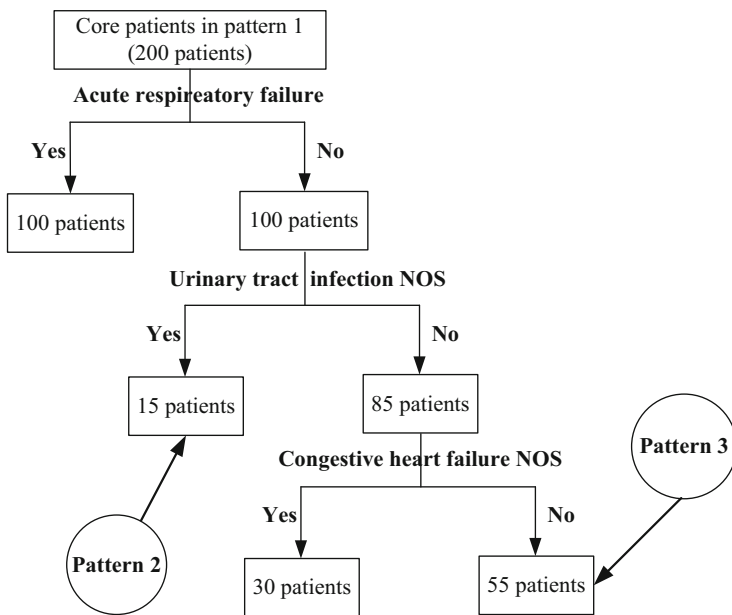 Core patients in pattern 1
(200 patients)
Acute respireatory failure
Yes
No
100 patients
100 patients
Urinary tract infection NOS
Yes
No
15 patients
85 patients
Pattern 3
Congestive heart failure NOS
Yes
No
Pattern 2
30 patients
55 patients